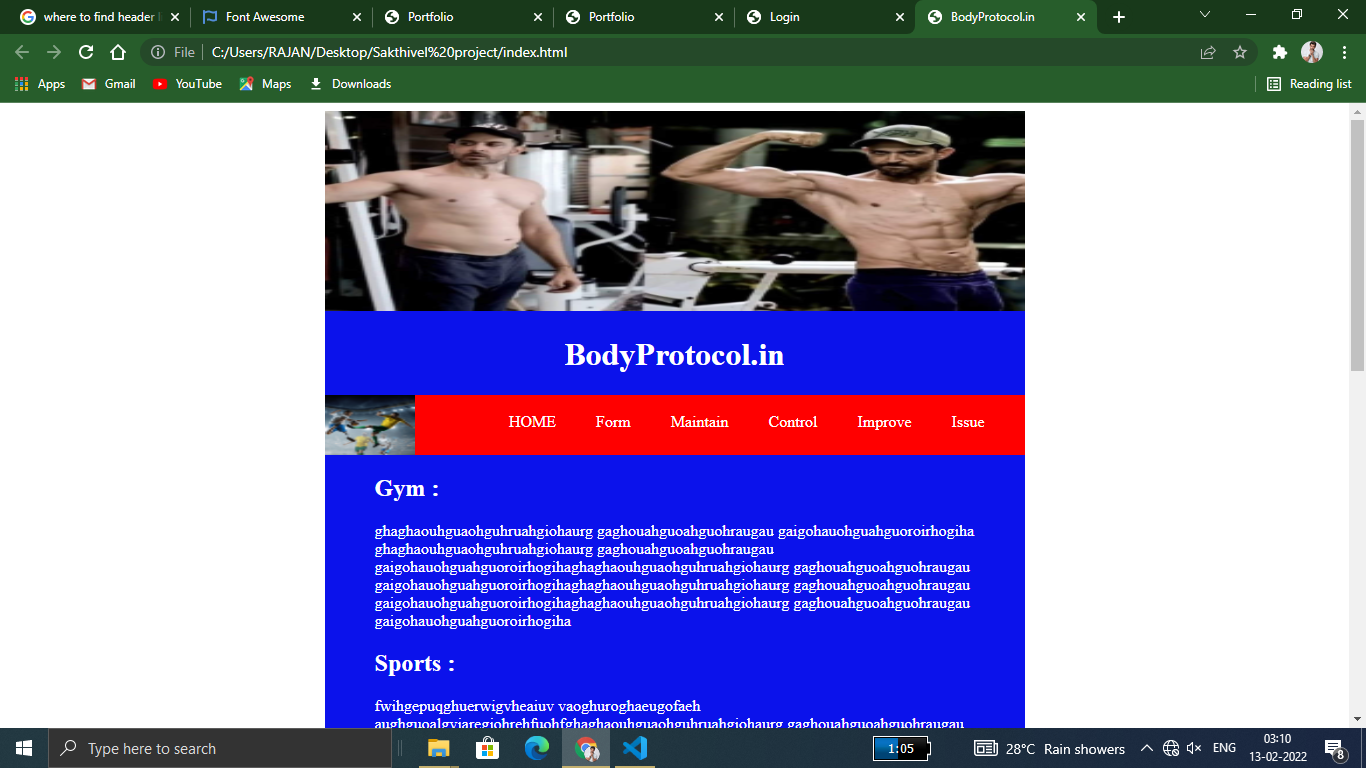 where to find header l
Font Awesome
Portfolio
Portfolio
Login
BodyProtocol.in
File
C:/Users/RAJAN/Desktop/Sakthivel%20project/index.html
Apps
Gmail
YouTube
Maps
Downloads
Reading list
BodyProtocol.in
HOME Form Maintain Control Improve Issue
Gym :
ghaghaouhguaohguhruahgiohaurg gaghouahguoahguohraugau gaigohauohguahguoroirhogiha
ghaghaouhguaohguhruahgiohaurg gaghouahguoahguohraugau
gaigohauohguahguoroirhogihaghaghaouhguaohguhruahgiohaurg gaghouahguoahguohraugau
gaigohauohguahguoroirhogihaghaghaouhguaohguhruahgiohaurg gaghouahguoahguohraugau
gaigohauohguahguoroirhogihaghaghaouhguaohguhruahgiohaurg gaghouahguoahguohraugau
gaigohauohguahguoroirhogiha
Sports :
fwihgepuqghuerwigvheaiuv vaoghuroghaeugofaeh
aughguoalgviaregiohrehfuohfghaghaouhguaohguhruahgiohaurg gaghouahguoahguohraugau
Type here to search
1:05
28°C Rain showers
ENG
03:10
13-02-2022
8